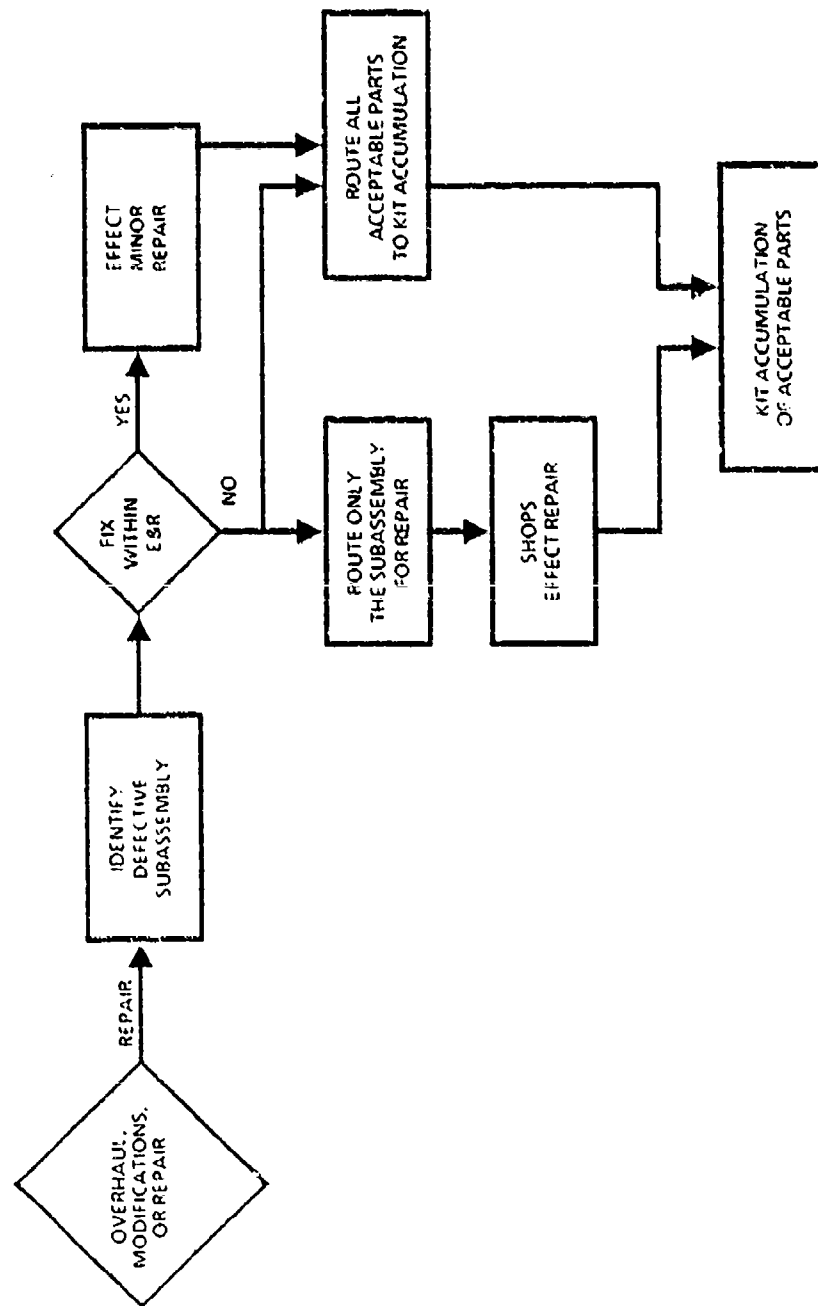 OVERHAUL,
MODIFICATIONS,
OR REPAIR
REPAIR
IDENTIFY
DEFECTIVE
SUBASSEMBLY
FIX
WITHIN
E&R
YES
NO
EFFECT
MINOR
REPAIR
ROUTE ONLY
THE SUBASSEMBLY
FOR REPAIR
ROUTE ALL
ACCEPTABLE PARTS
TO KIT ACCUMULATION
SHOPS
EFFECT REPAIR
KIT ACCUMULATION
OF ACCEPTABLE PARTS